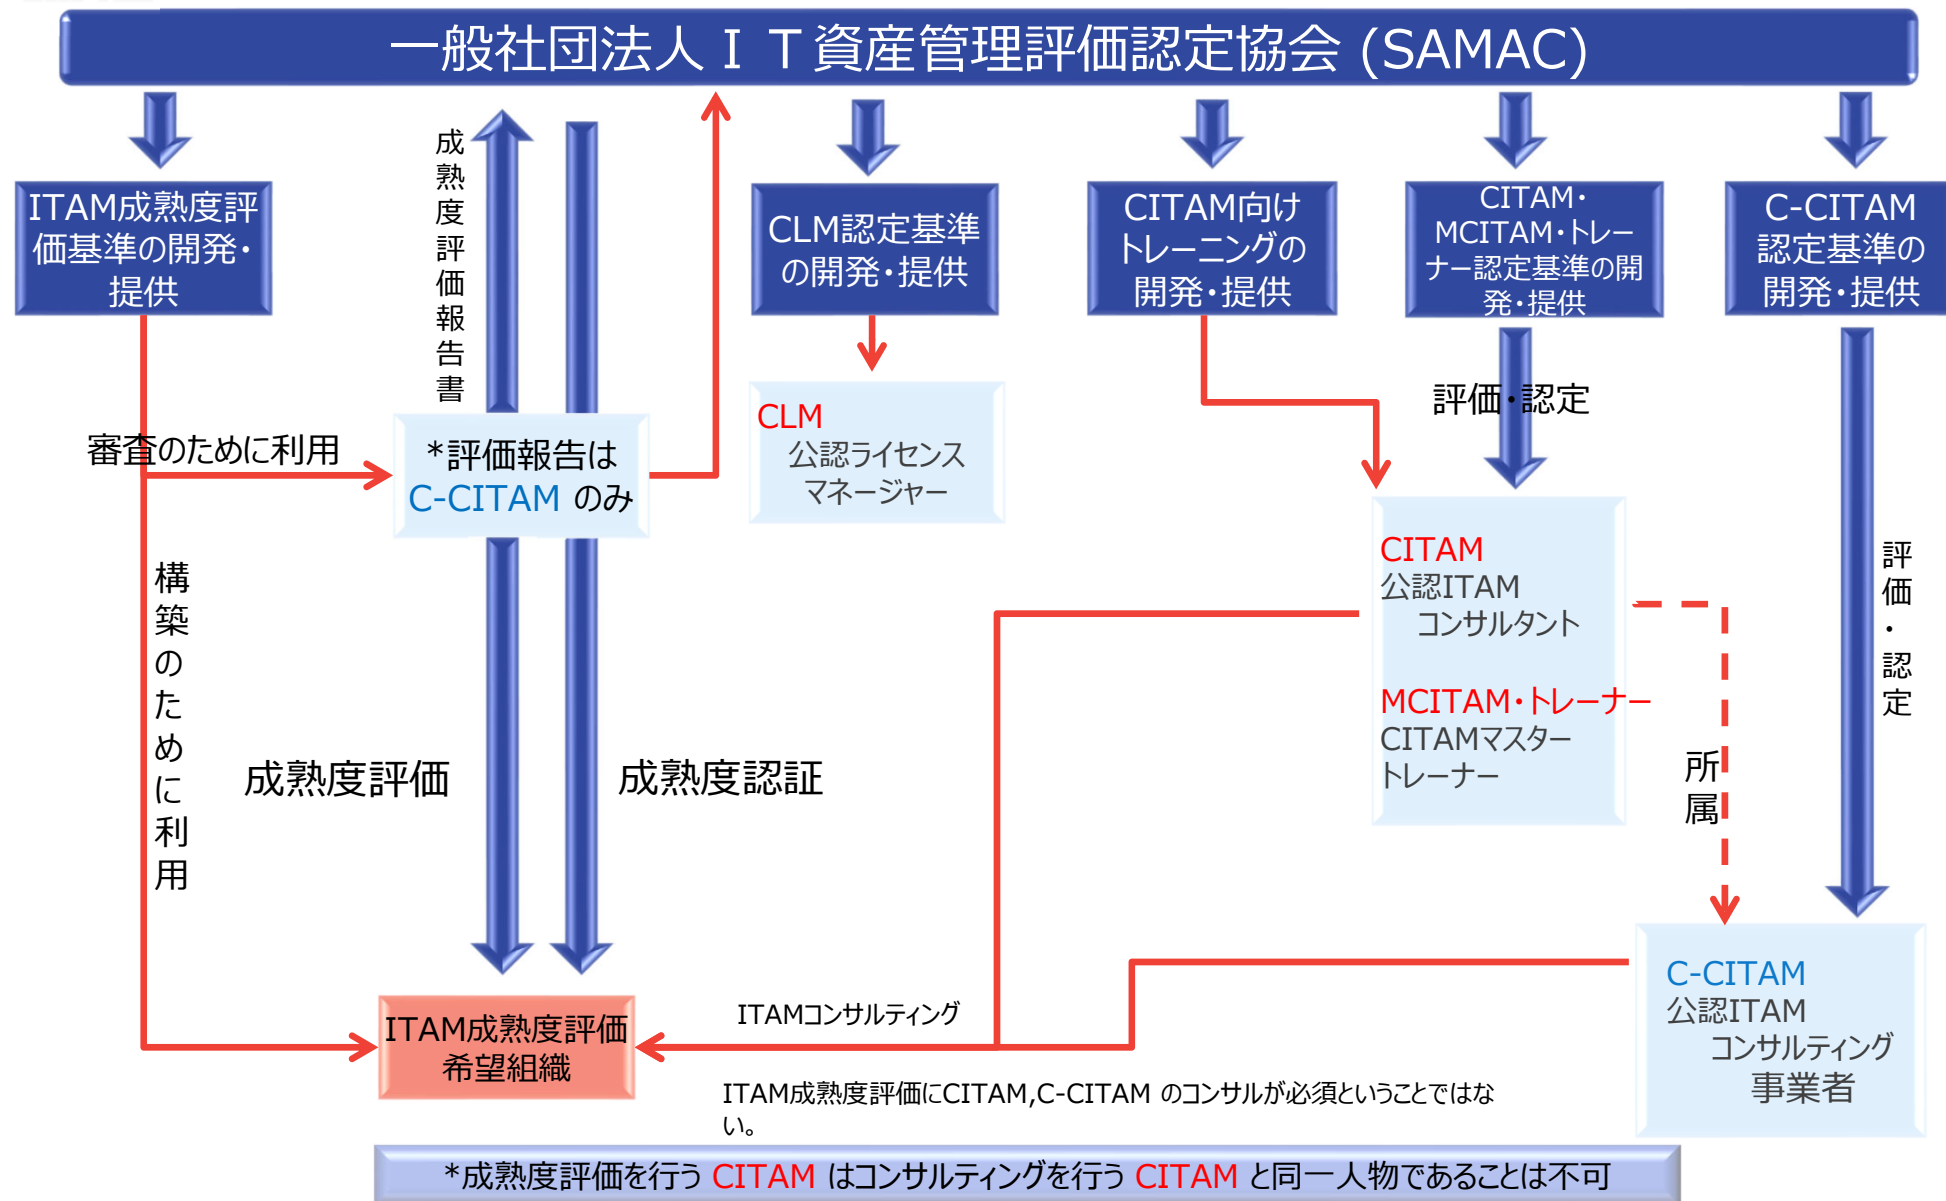 一般社団法人ＩＴ資産管理評価認定協会 (SAMAC)
ITAM成熟度評
価基準の開発・
提供
成熟度評価報告書
CLM認定基準
の開発・提供
CITAM向け
トレーニングの
開発・提供
CITAM・
MCITAM・トレー
ナー認定基準の開
発・提供
C-CITAM
認定基準の
開発・提供
審査のために利用
*評価報告は
C-CITAM のみ
CLM
公認ライセンス
マネージャー
評価・認定
構築のために利用
成熟度評価
成熟度認証
CITAM
公認ITAM
コンサルタント
MCITAM・トレーナー
CITAMマスター
トレーナー
所属
評価・認定
ITAM成熟度評価
希望組織
ITAMコンサルティング
C-CITAM
公認ITAM
コンサルティング
事業者
ITAM成熟度評価にCITAM,C-CITAM のコンサルが必須ということではな
い。
*成熟度評価を行う CITAM はコンサルティングを行う CITAM と同一人物であることは不可